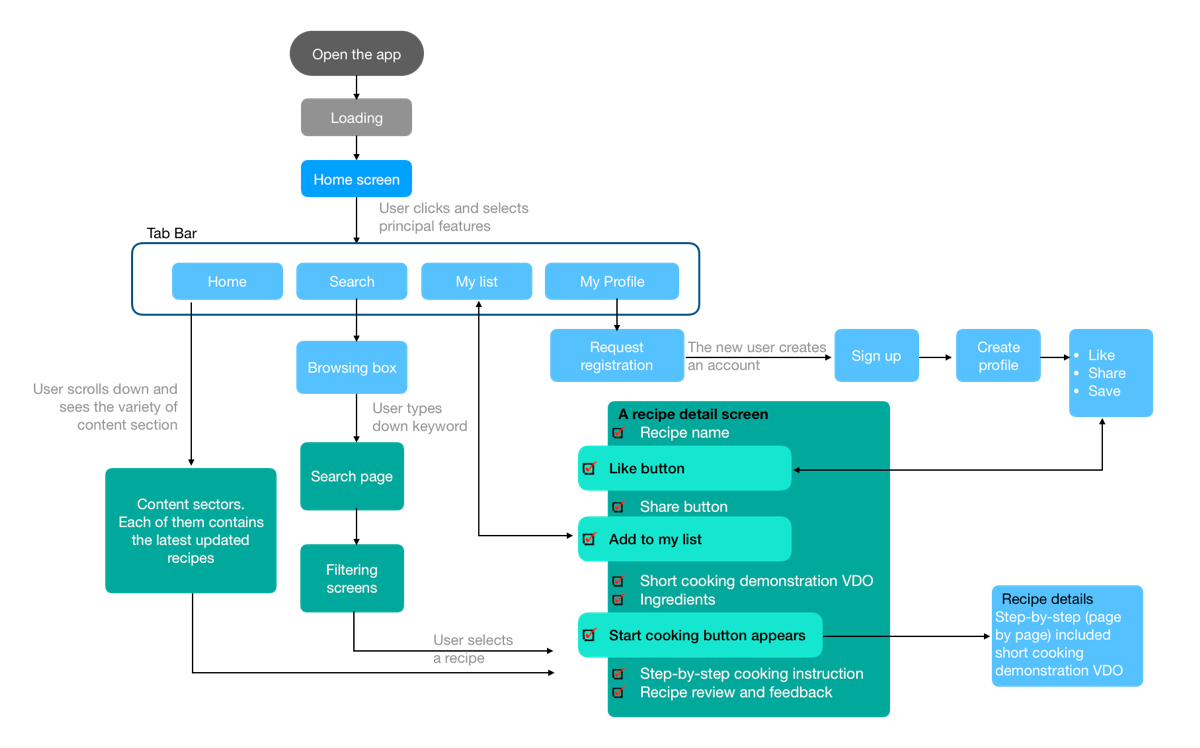 Open the app
Loading
Home screen
User clicks and selects
principal features
Tab Bar
Home
Search
My list
My Profile
Request
registration
The new user creates
an account
Sign up
Create
profile
• Like
• Share
• Save
Browsing box
User scrolls down and
sees the variety of
content section
User types
down keyword
Search page
Content sectors.
Each of them contains
the latest updated
recipes
Filtering
screens
User selects
a recipe
A recipe detail screen
Recipe name
Like button
Share button
Add to my list
Short cooking demonstration VDO
Ingredients
Start cooking button appears
Step-by-step cooking instruction
Recipe review and feedback
Recipe details
Step-by-step (page
by page) included
short cooking
demonstration VDO